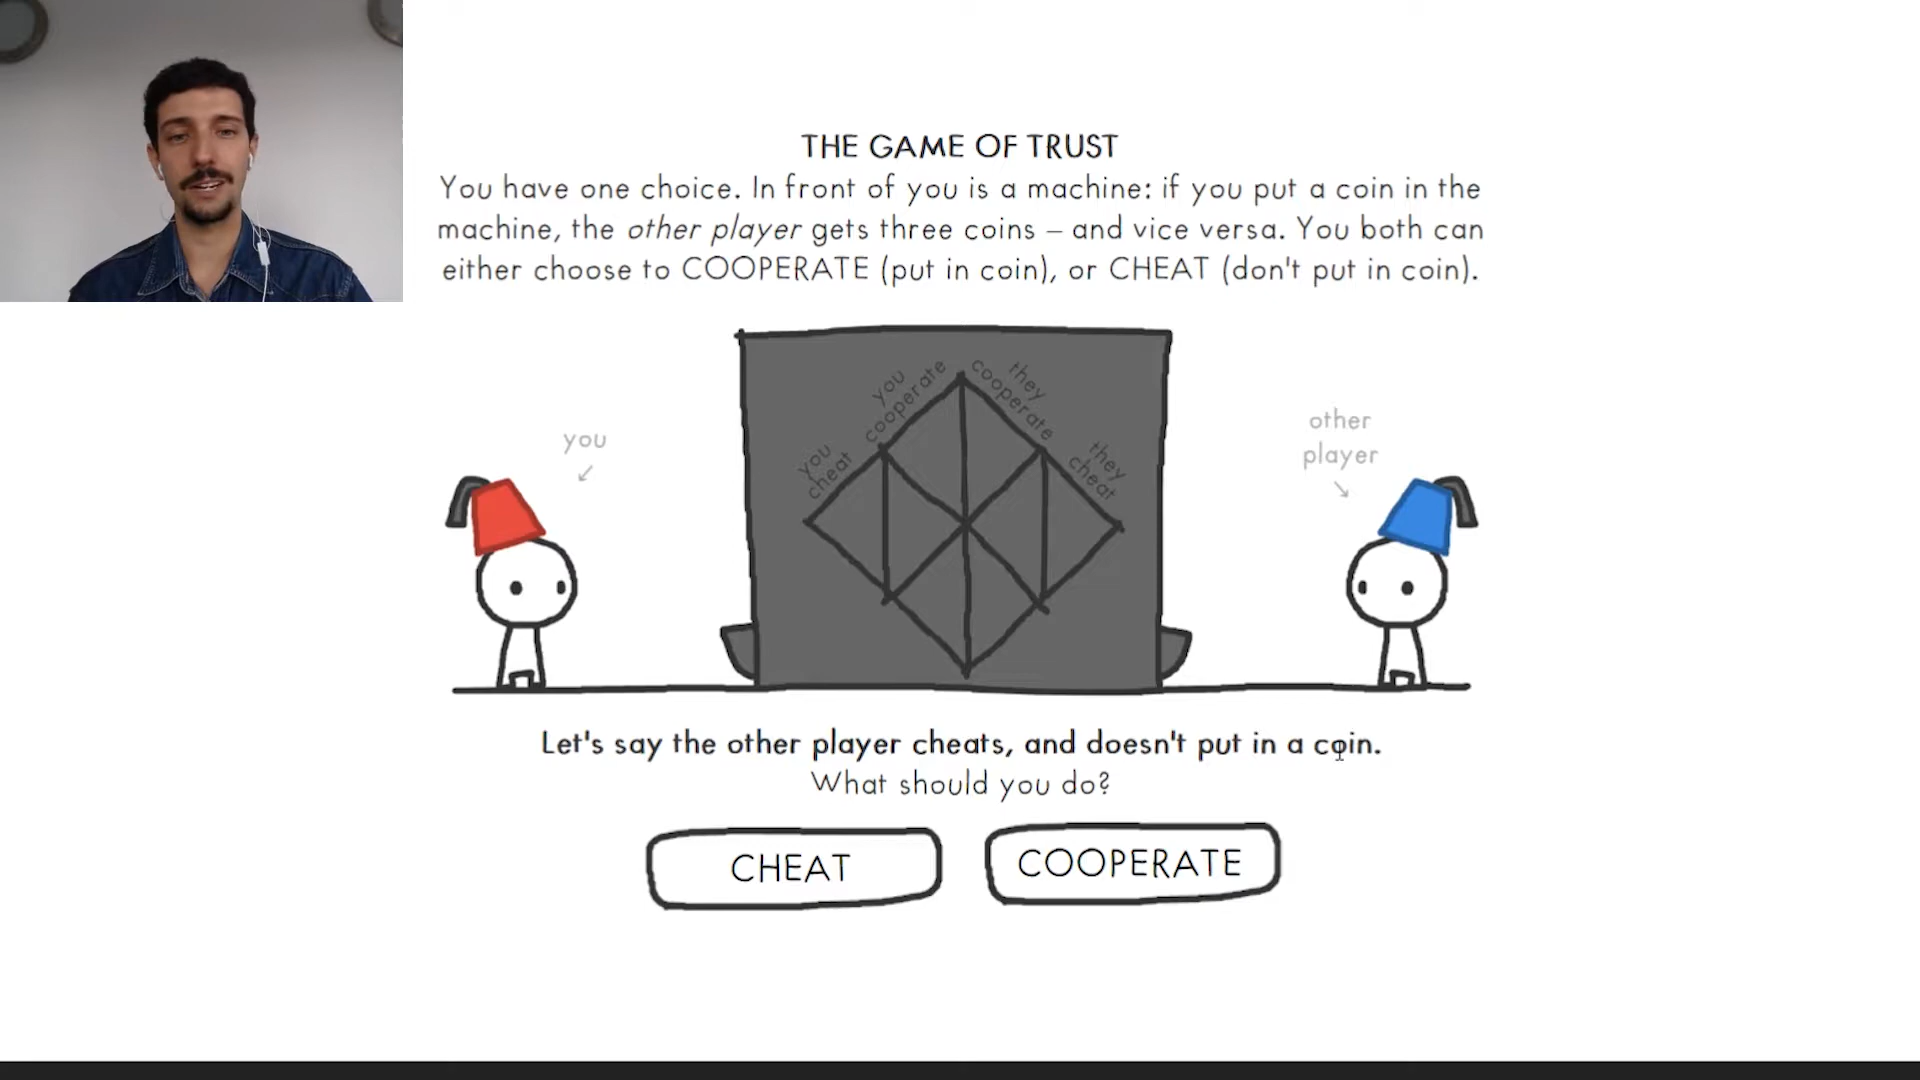 THE GAME OF TRUST
You have one choice. In front of you is a machine: if you put a coin in the
machine, the other player gets three coins – and vice versa. You both can
either choose to COOPERATE (put in coin), or CHEAT (don't put in coin).
you
cooperate
they
cooperate
you
cheat
they
cheat
you
other
player
Let's say the other player cheats, and doesn't put in a coin.
What should you do?
CHEAT
COOPERATE